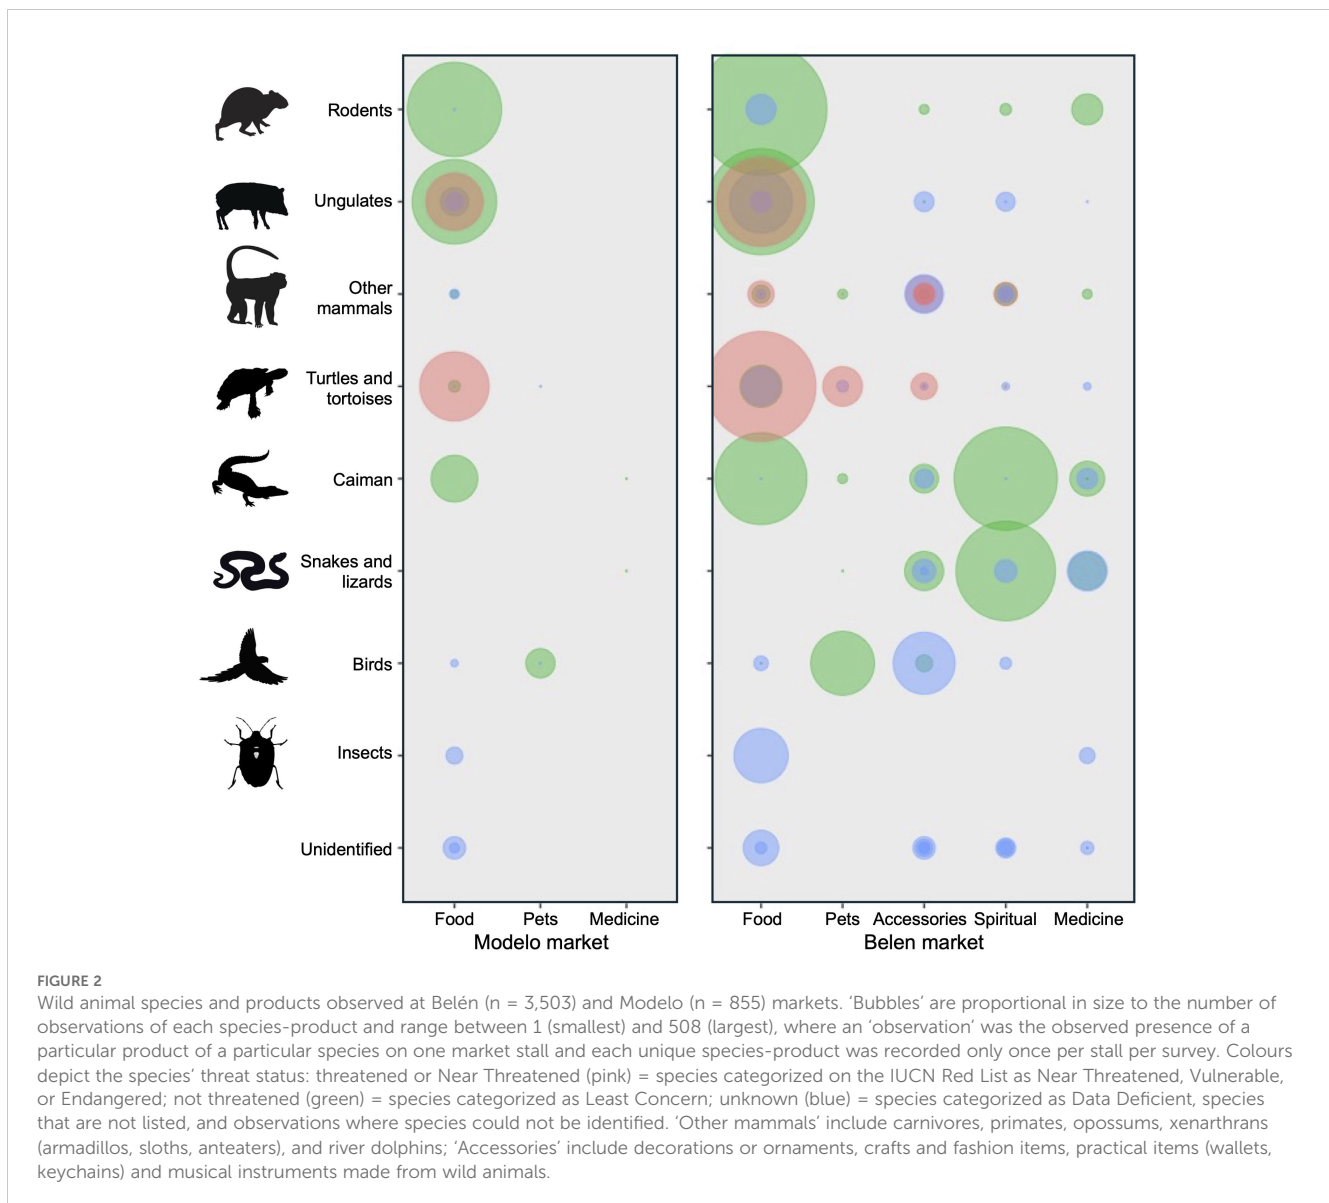 Rodents
Ungulates
Other
mammals
Turtles and
tortoises
Caiman
Snakes and
lizards
Birds
Insects
Unidentified
Food Pets Medicine
Modelo market
Food Pets Accessories Spiritual Medicine
Belen market
FIGURE 2
Wild animal species and products observed at Belén (n = 3,503) and Modelo (n = 855) markets. ‘Bubbles’ are proportional in size to the number of
observations of each species-product and range between 1 (smallest) and 508 (largest), where an ‘observation’ was the observed presence of a
particular product of a particular species on one market stall and each unique species-product was recorded only once per stall per survey. Colours
depict the species’ threat status: threatened or Near Threatened (pink) = species categorized on the IUCN Red List as Near Threatened, Vulnerable,
or Endangered; not threatened (green) = species categorized as Least Concern; unknown (blue) = species categorized as Data Deficient, species
that are not listed, and observations where species could not be identified. ‘Other mammals’ include carnivores, primates, opossums, xenarthrans
(armadillos, sloths, anteaters), and river dolphins; ‘Accessories’ include decorations or ornaments, crafts and fashion items, practical items (wallets,
keychains) and musical instruments made from wild animals.